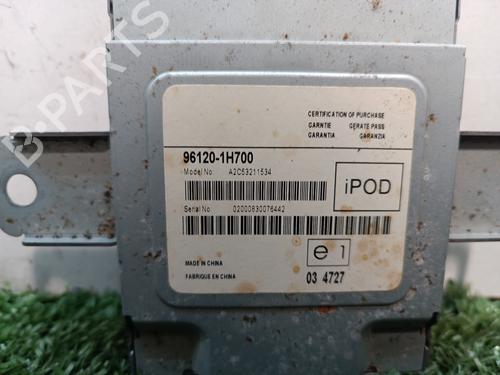 CERTIFICATION OF PURCHASE
GARANTIE GERATE PASS
GARANTIA GARANZIA
96120-1H700
Model No: A2C53211534
iPOD
Serial No: 02000830076442
e1
MADE IN CHINA
FABRIQUE EN CHINA
03 4727
B-PARTS